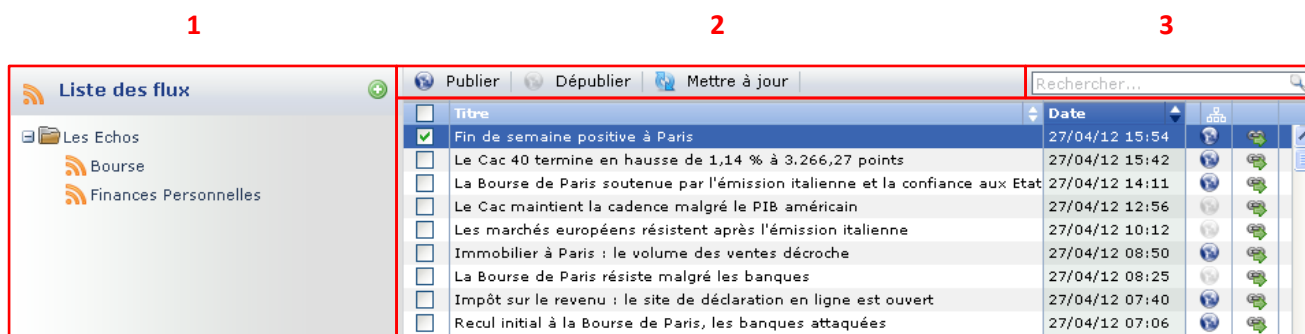 1 2 3
Liste des flux
Les Echos
Bourse
Finances Personnelles
Publier Dépublier Mettre à jour
Rechercher...
Titre Date
Fin de semaine positive à Paris 27/04/12 15:54
Le Cac 40 termine en hausse de 1,14 % à 3.266,27 points 27/04/12 15:42
La Bourse de Paris soutenue par l'émission italienne et la confiance aux Etat 27/04/12 14:11
Le Cac maintient la cadence malgré le PIB américain 27/04/12 12:56
Les marchés européens résistent après l'émission italienne 27/04/12 10:12
Immobilier à Paris : le volume des ventes décroche 27/04/12 08:50
La Bourse de Paris résiste malgré les banques 27/04/12 08:25
Impôt sur le revenu : le site de déclaration en ligne est ouvert 27/04/12 07:40
Recul initial à la Bourse de Paris, les banques attaquées 27/04/12 07:06